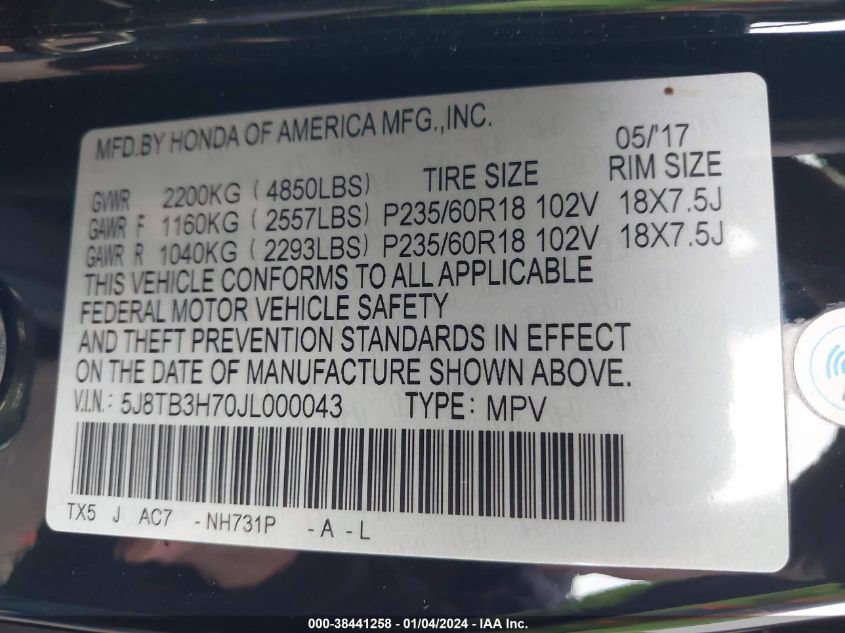 MFD.BY HONDA OF AMERICA MFG.,INC. 05/'17
GVWR 2200KG ( 4850LBS) TIRE SIZE RIM SIZE
GAWR F 1160KG ( 2557LBS) P235/60R18 102V 18X7.5J
GAWR R 1040KG ( 2293LBS) P235/60R18 102V 18X7.5J
THIS VEHICLE CONFORMS TO ALL APPLICABLE
FEDERAL MOTOR VEHICLE SAFETY
AND THEFT PREVENTION STANDARDS IN EFFECT
ON THE DATE OF MANUFACTURE SHOWN ABOVE.
V.I.N.: 5J8TB3H70JL000043 TYPE: MPV
TX5 J AC7 - NH731P - A - L
000-38441258 - 01/04/2024 - IAA Inc.